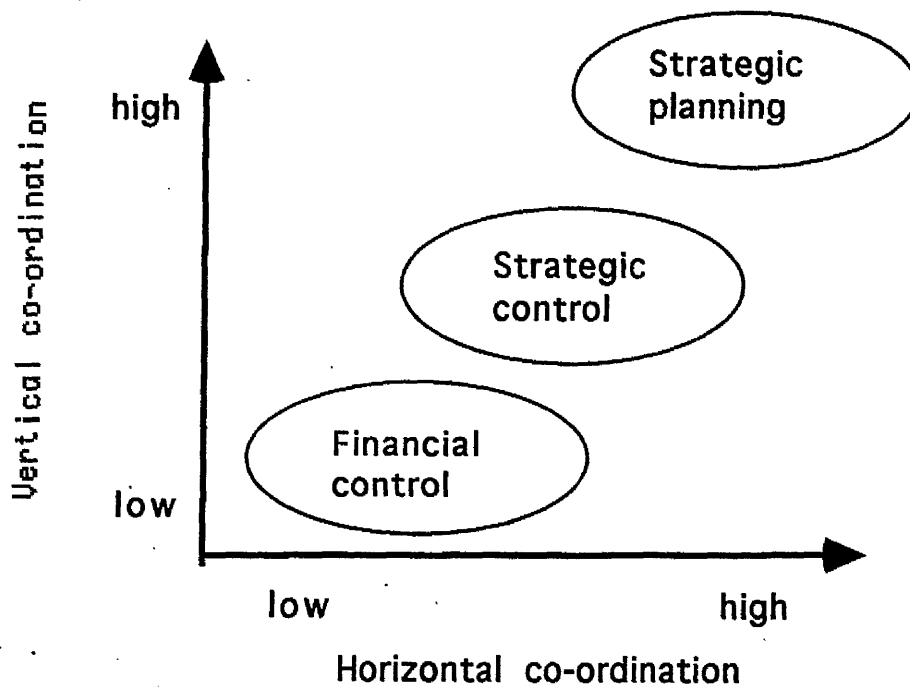 Strategic
planning
high
Vertical co-ordination
Strategic
control
Financial
control
low
low
high
Horizontal co-ordination